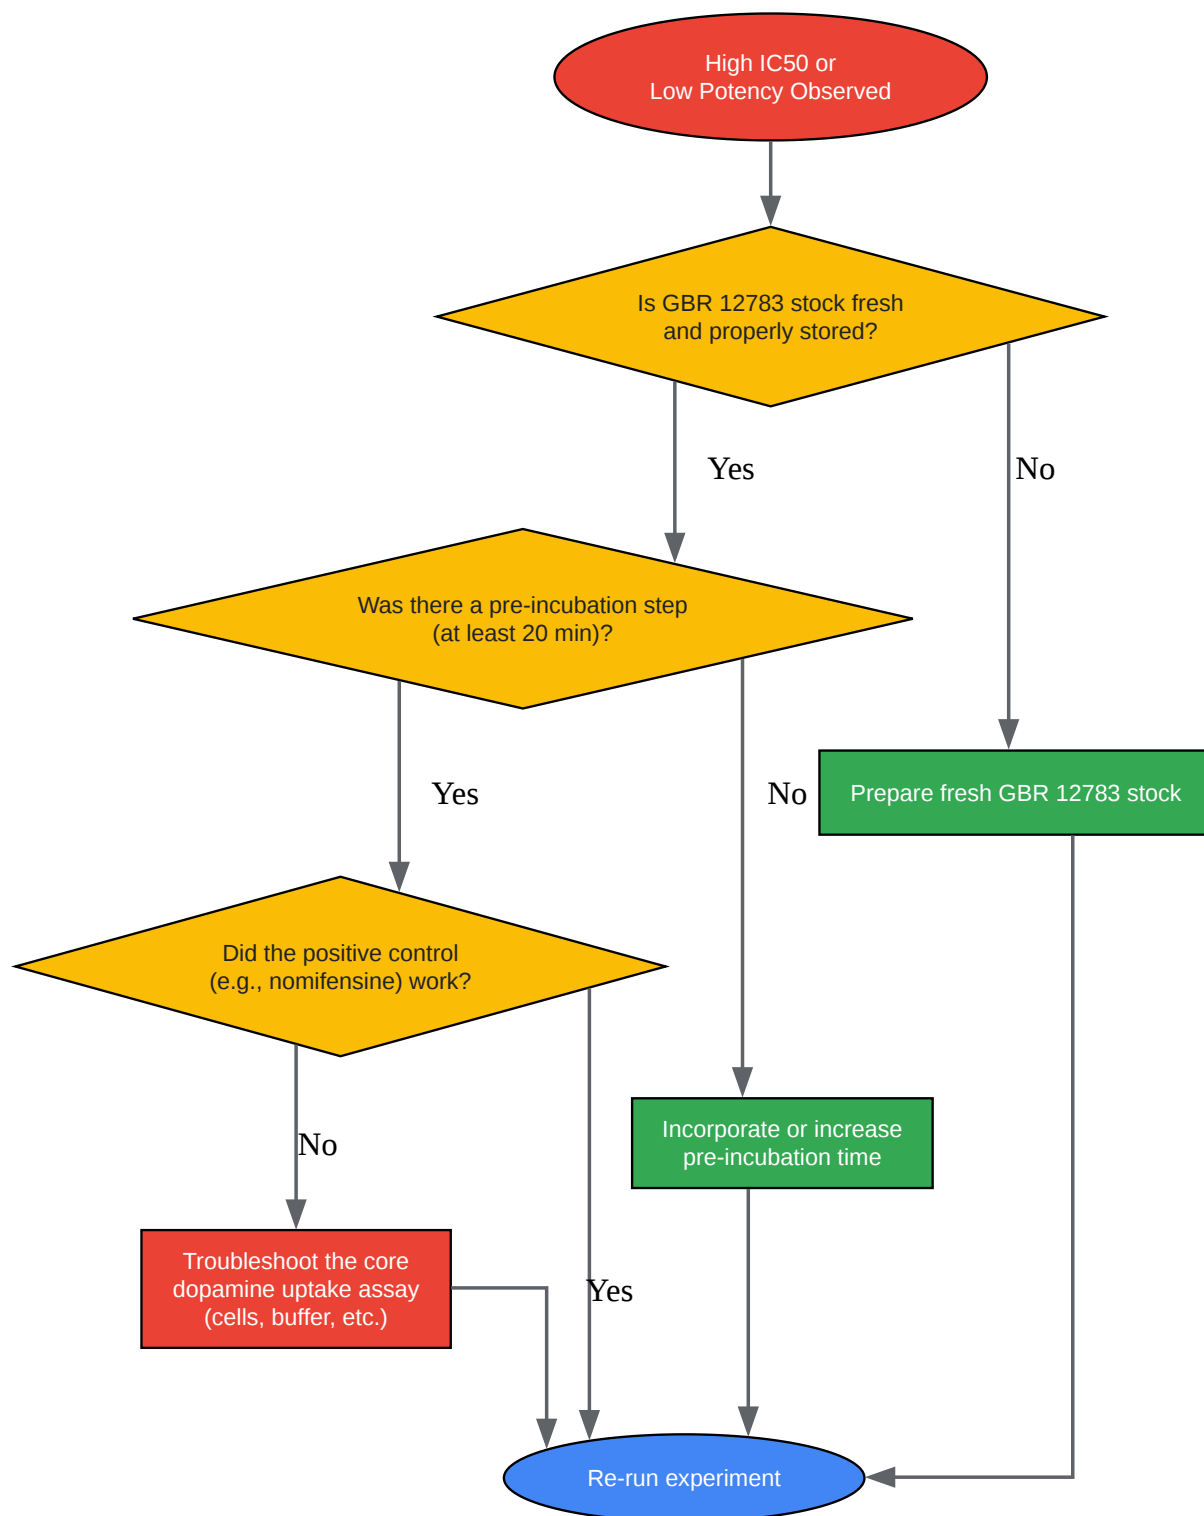 High IC50 or
Low Potency Observed
Is GBR 12783 stock fresh
and properly stored?
Yes
No
Was there a pre-incubation step
(at least 20 min)?
Yes
No
Prepare fresh GBR 12783 stock
Did the positive control
(e.g., nomifensine) work?
No
Incorporate or increase
pre-incubation time
Troubleshoot the core
dopamine uptake assay
(cells, buffer, etc.)
Yes
Re-run experiment